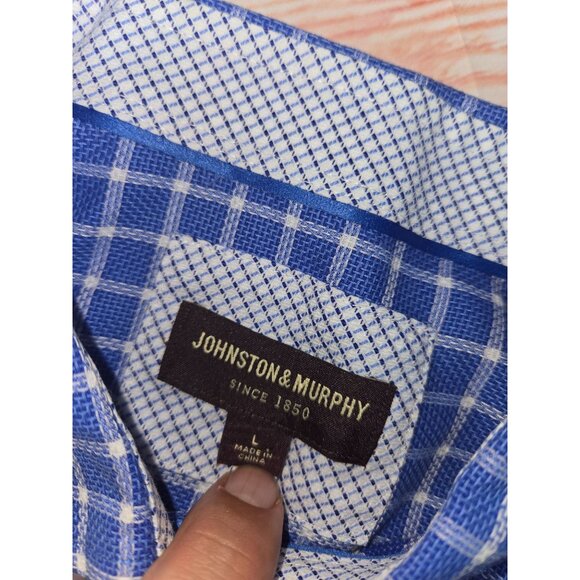 JOHNSTON & MURPHY
SINCE 1850
L
MADE IN
CHINA